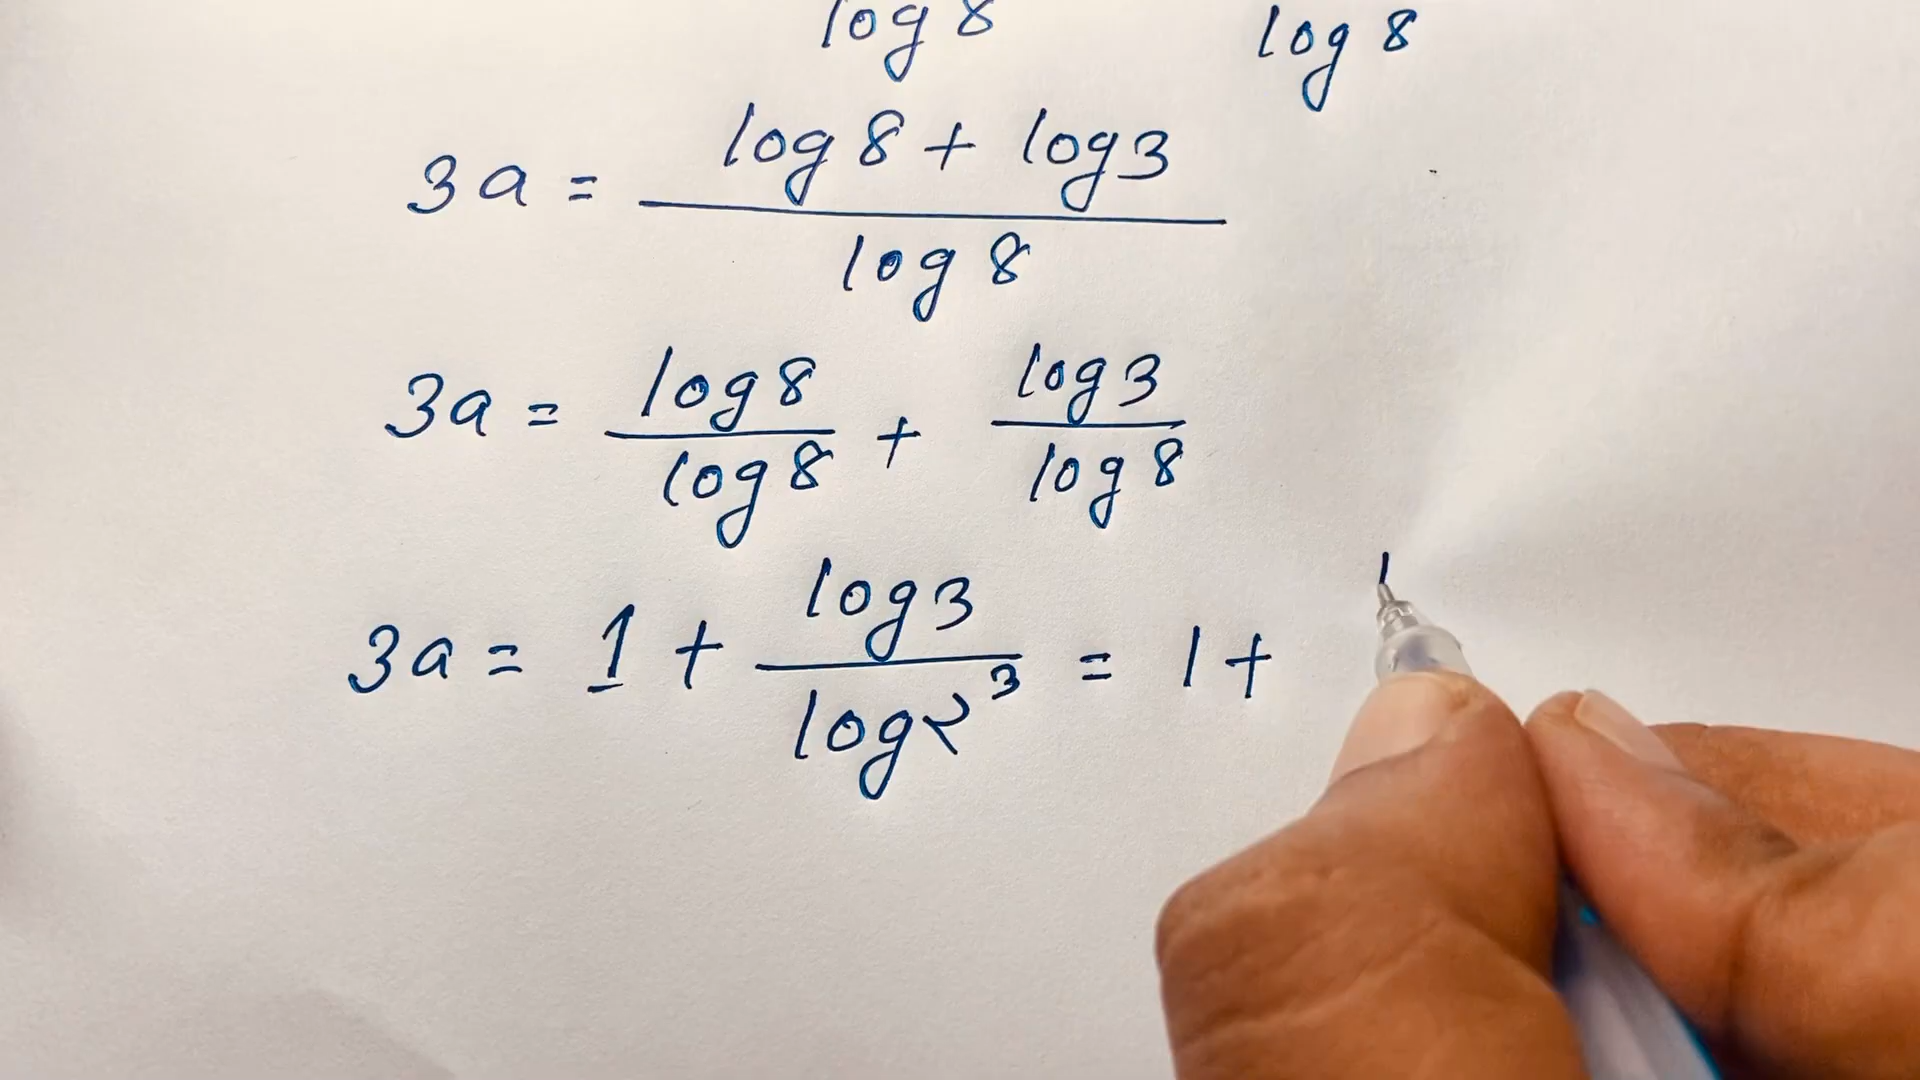 log 8 log 8
3a = (log 8 + log 3) / log 8
3a = log 8 / log 8 + log 3 / log 8
3a = 1 + log 3 / log 2³ = 1 +